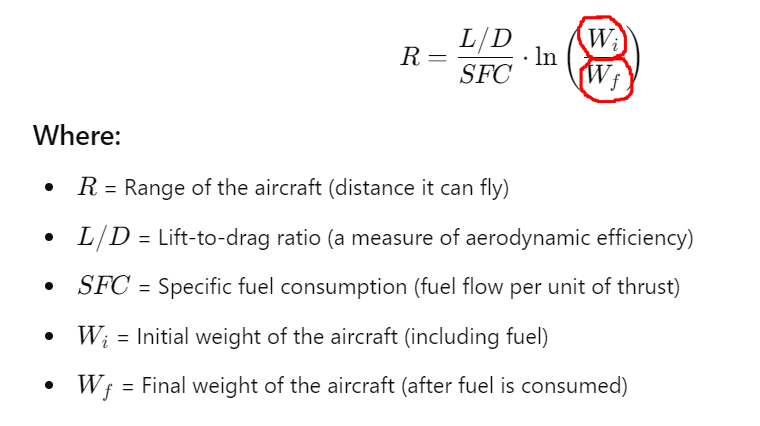 R = \frac{L/D}{SFC} \cdot \ln \left( \frac{W_i}{W_f} \right)
Where:
• R = Range of the aircraft (distance it can fly)
• L/D = Lift-to-drag ratio (a measure of aerodynamic efficiency)
• SFC = Specific fuel consumption (fuel flow per unit of thrust)
• W_i = Initial weight of the aircraft (including fuel)
• W_f = Final weight of the aircraft (after fuel is consumed)